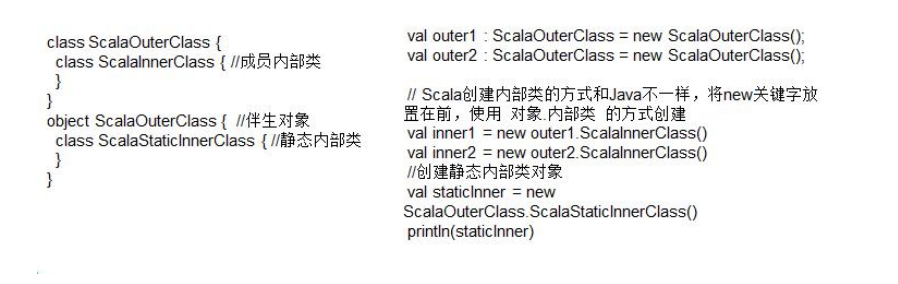 class ScalaOuterClass {
class ScalaInnerClass { //成员内部类
}
}
object ScalaOuterClass { //伴生对象
class ScalaStaticInnerClass { //静态内部类
}
}
val outer1 : ScalaOuterClass = new ScalaOuterClass();
val outer2 : ScalaOuterClass = new ScalaOuterClass();
// Scala创建内部类的方式和Java不一样，将new关键字放
置在前，使用 对象.内部类 的方式创建
val inner1 = new outer1.ScalaInnerClass()
val inner2 = new outer2.ScalaInnerClass()
//创建静态内部类对象
val staticInner = new
ScalaOuterClass.ScalaStaticInnerClass()
println(staticInner)